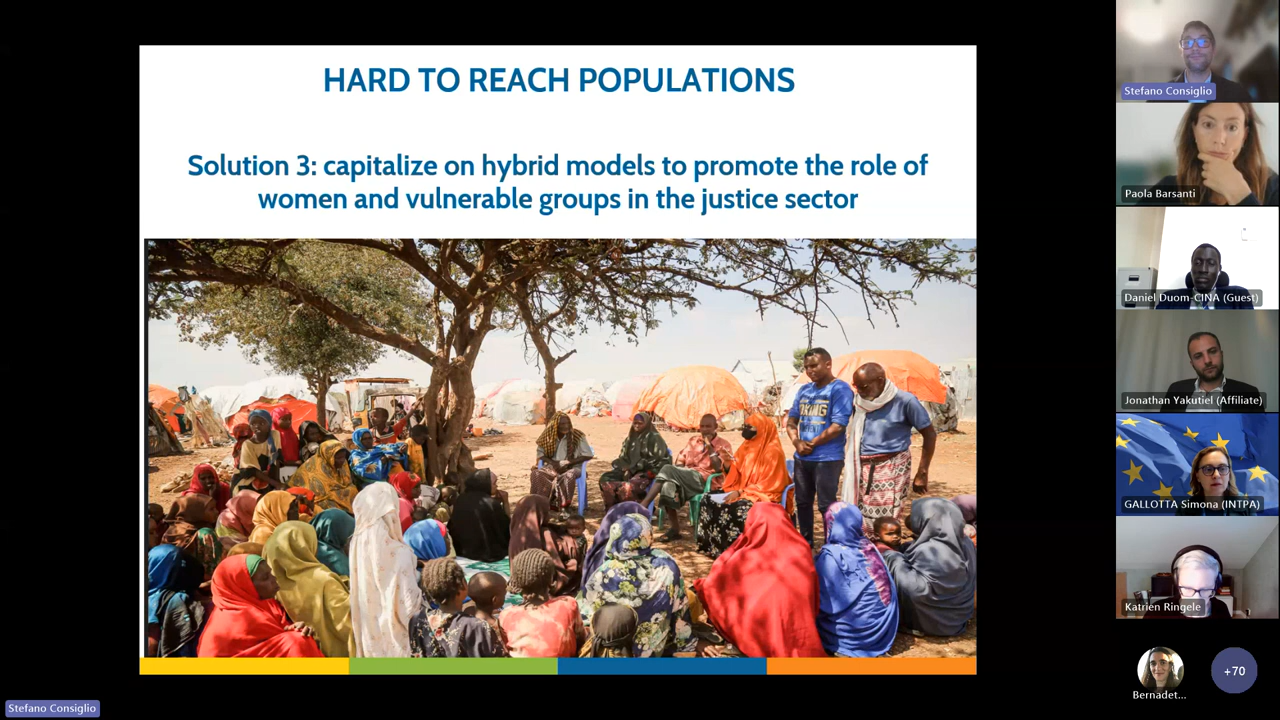 HARD TO REACH POPULATIONS
Solution 3: capitalize on hybrid models to promote the role of
women and vulnerable groups in the justice sector
Stefano Consiglio
Paola Barsanti
Daniel Duom-CINA (Guest)
Jonathan Yakutiel (Affiliate)
GALLOTTA Simona (INTPA)
Katrien Ringele
Bernadet...
+70
Stefano Consiglio